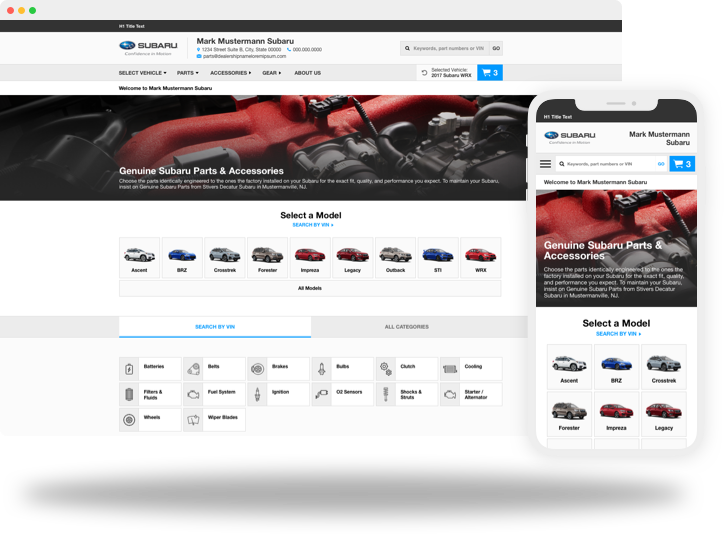 H1 Title Text
SUBARU
Confidence in Motion
Mark Mustermann Subaru
1234 Street Suite B, City, State 00000 000.000.0000
parts@dealershipnameloremipsum.com
Keywords, part numbers or VIN GO
SELECT VEHICLE PARTS ACCESSORIES GEAR ABOUT US
Selected Vehicle:
2017 Subaru WRX
3
Welcome to Mark Mustermann Subaru
Genuine Subaru Parts & Accessories
Choose the parts identically engineered to the ones the factory installed on your Subaru for the exact fit, quality, and performance you expect. To maintain your Subaru,
insist on Genuine Subaru Parts from Stivers Decatur Subaru in Mustermanville, NJ.
Select a Model
SEARCH BY VIN
Ascent BRZ Crosstrek Forester Impreza Legacy Outback STI WRX
All Models
SEARCH BY VIN ALL CATEGORIES
Batteries Belts Brakes Bulbs Clutch Cooling
Filters & Fluids Fuel System Ignition O2 Sensors Shocks & Struts Starter / Alternator
Wheels Wiper Blades
H1 Title Text
SUBARU
Confidence in Motion
Mark Mustermann
Subaru
Keywords, part numbers or VIN GO 3
Welcome to Mark Mustermann Subaru
Genuine Subaru Parts &
Accessories
Choose the parts identically engineered to the ones the
factory installed on your Subaru for the exact fit, quality,
and performance you expect. To maintain your Subaru,
insist on Genuine Subaru Parts from Stivers Decatur
Subaru in Mustermanville, NJ.
Select a Model
SEARCH BY VIN
Ascent BRZ Crosstrek
Forester Impreza Legacy